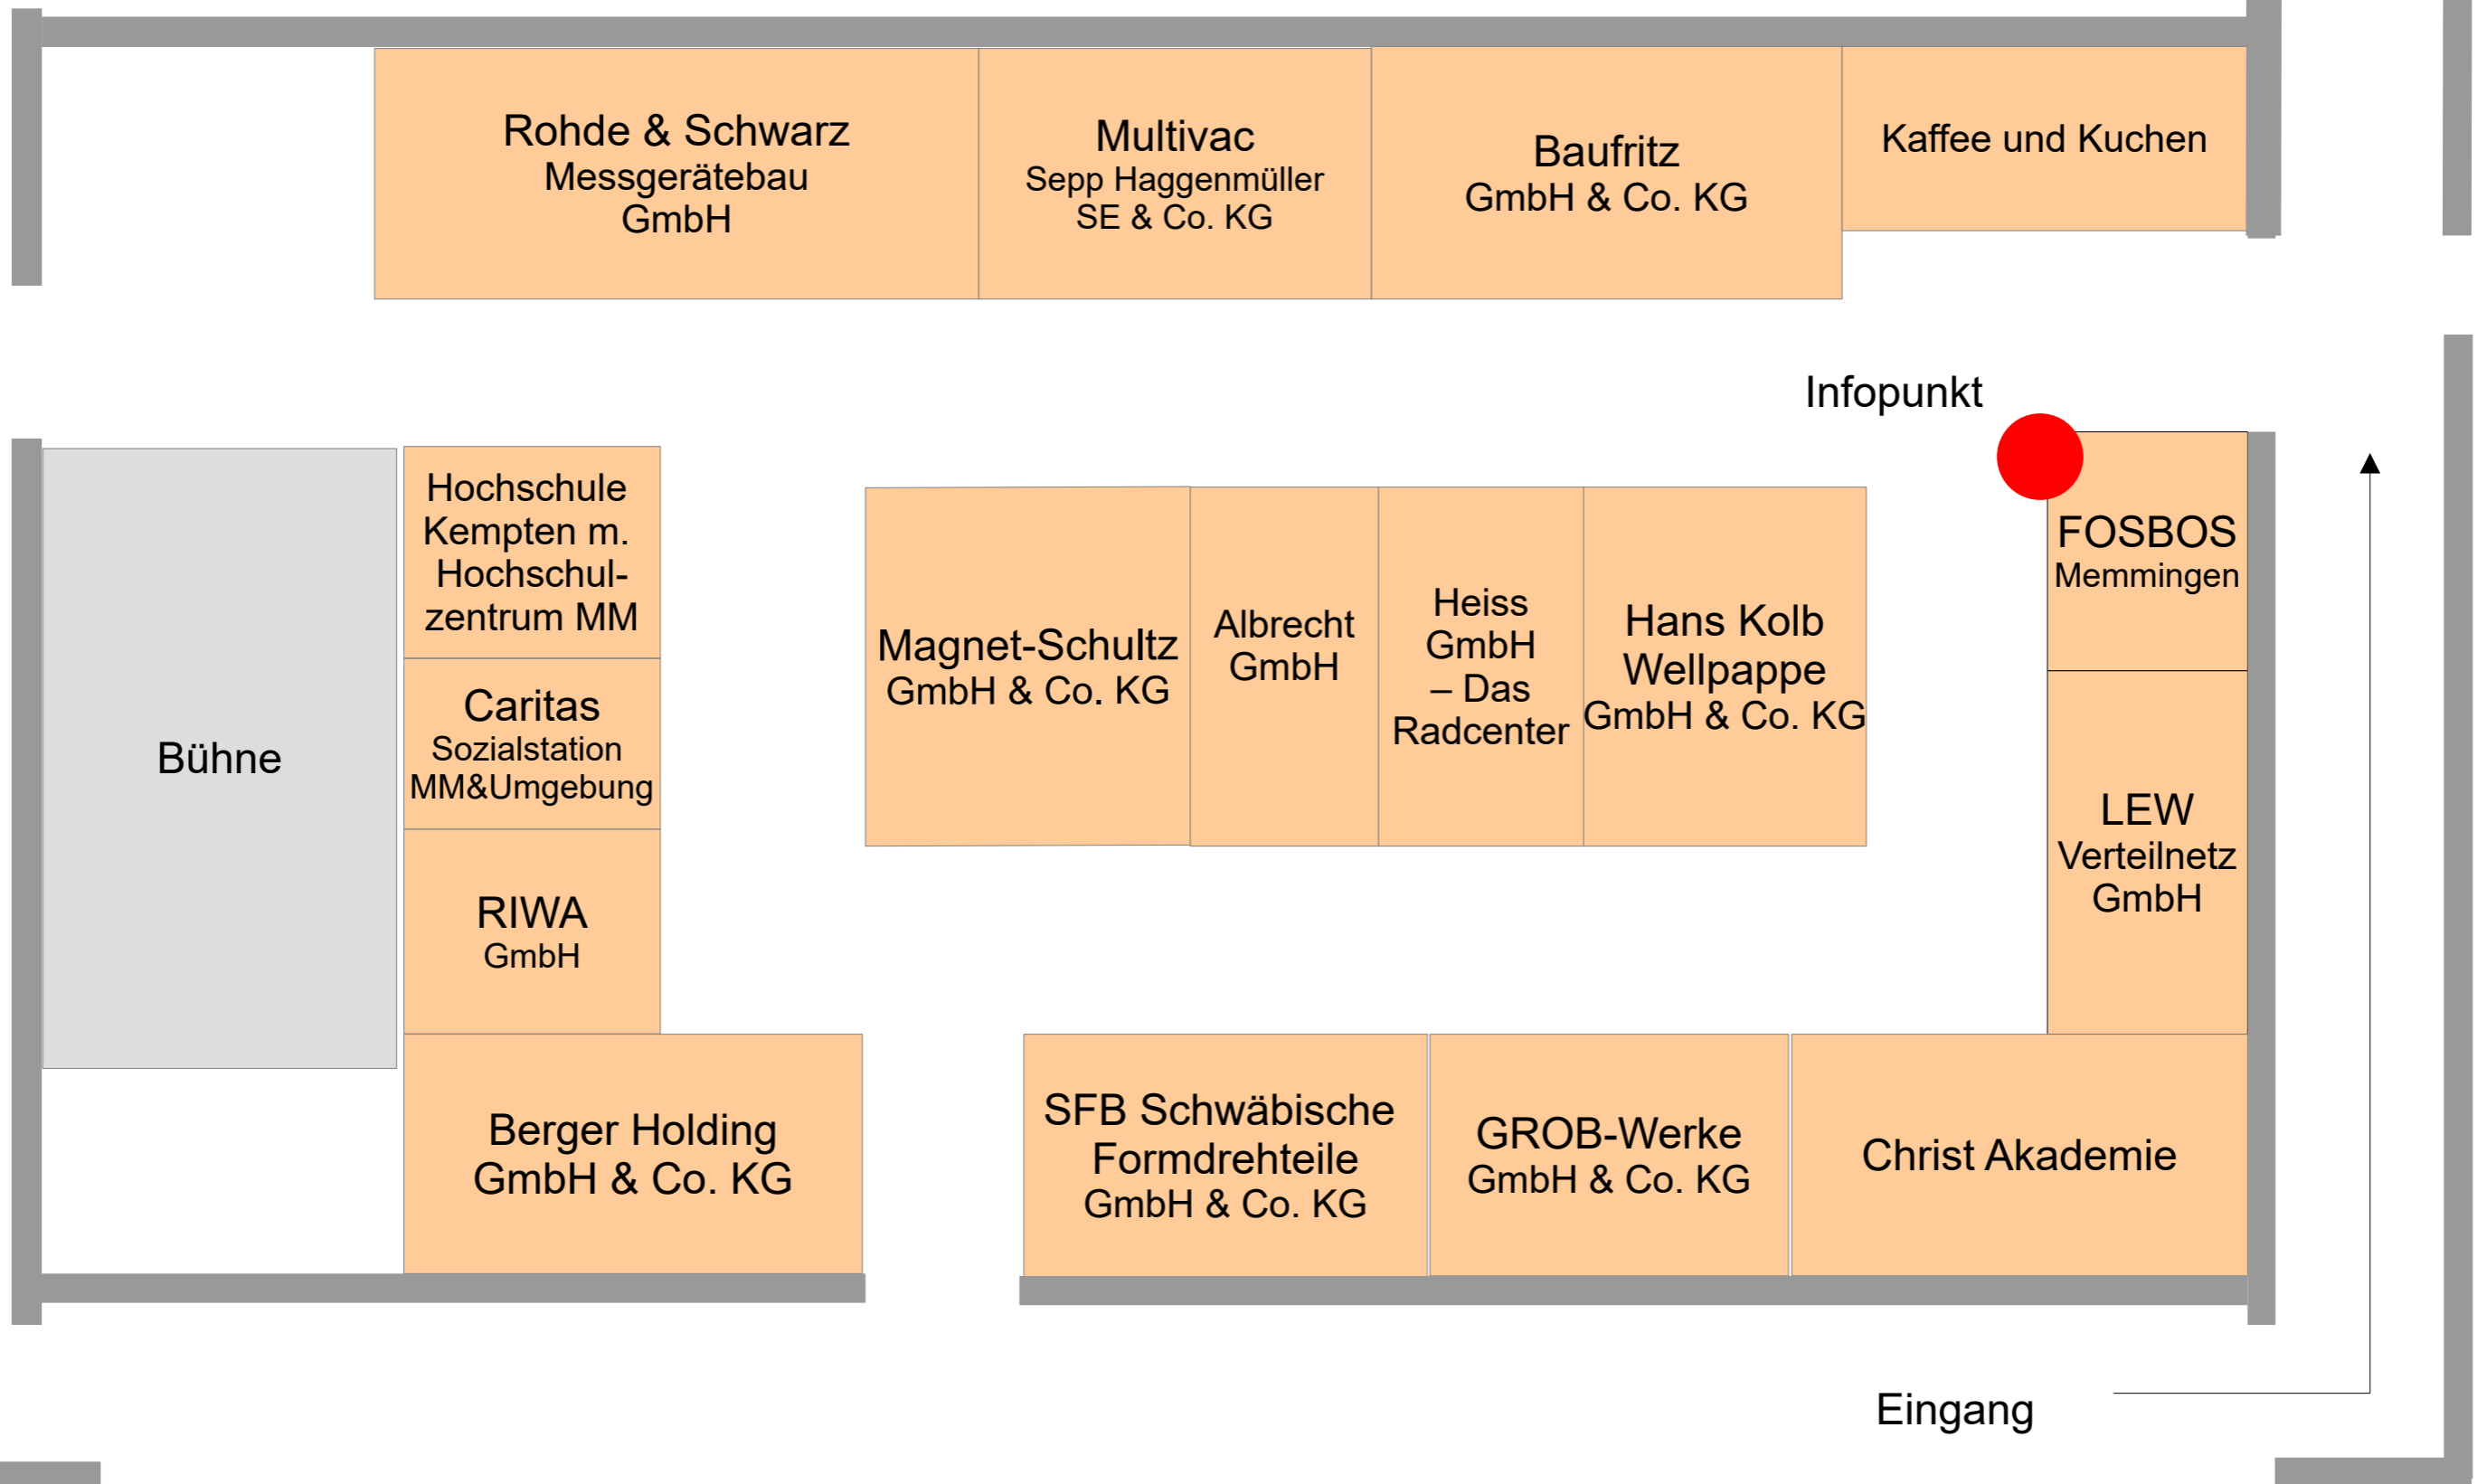 Rohde & Schwarz
Messgerätebau
GmbH
Multivac
Sepp Haggenmüller
SE & Co. KG
Baufritz
GmbH & Co. KG
Kaffee und Kuchen
Infopunkt
Bühne
Hochschule
Kempten m.
Hochschul-
zentrum MM
Caritas
Sozialstation
MM&Umgebung
RIWA
GmbH
Magnet-Schultz
GmbH & Co. KG
Albrecht
GmbH
Heiss
GmbH
– Das
Radcenter
Hans Kolb
Wellpappe
GmbH & Co. KG
FOSBOS
Memmingen
LEW
Verteilnetz
GmbH
Berger Holding
GmbH & Co. KG
SFB Schwäbische
Formdrehteile
GmbH & Co. KG
GROB-Werke
GmbH & Co. KG
Christ Akademie
Eingang